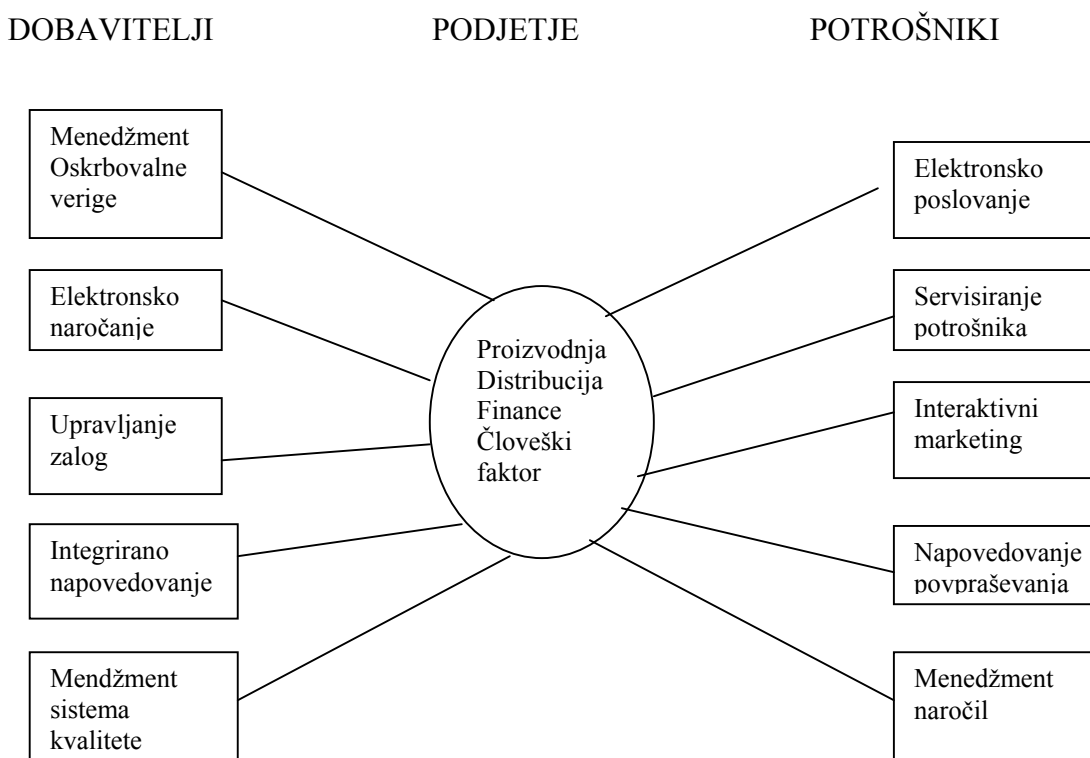 DOBAVITELJI
PODJETJE
POTROŠNIKI
Menedžment
Oskrbovalne
verige
Elektronsko
naročanje
Upravljanje
zalog
Integrirano
napovedovanje
Mendžment
sistema
kvalitete
Proizvodnja
Distribucija
Finance
Človeški
faktor
Elektronsko
poslovanje
Servisiranje
potrošnika
Interaktivni
marketing
Napovedovanje
povpraševanja
Menedžment
naročil